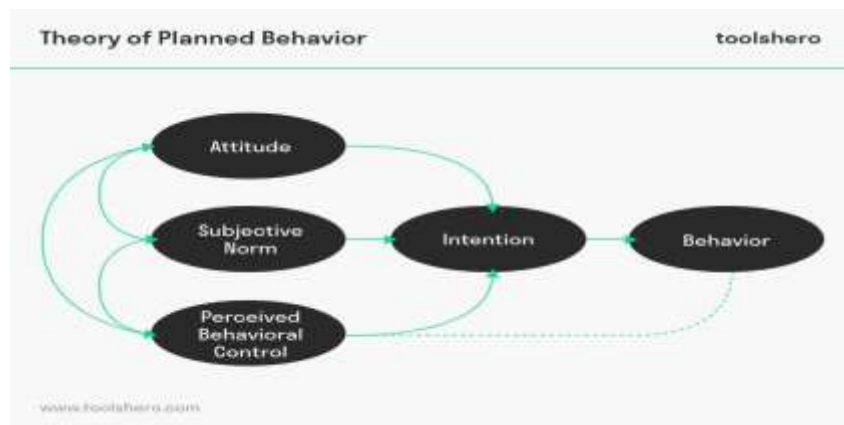 Theory of Planned Behavior
toolshero
Attitude
Subjective
Norm
Intention
Behavior
Perceived
Behavioral
Control
www.toolshero.com